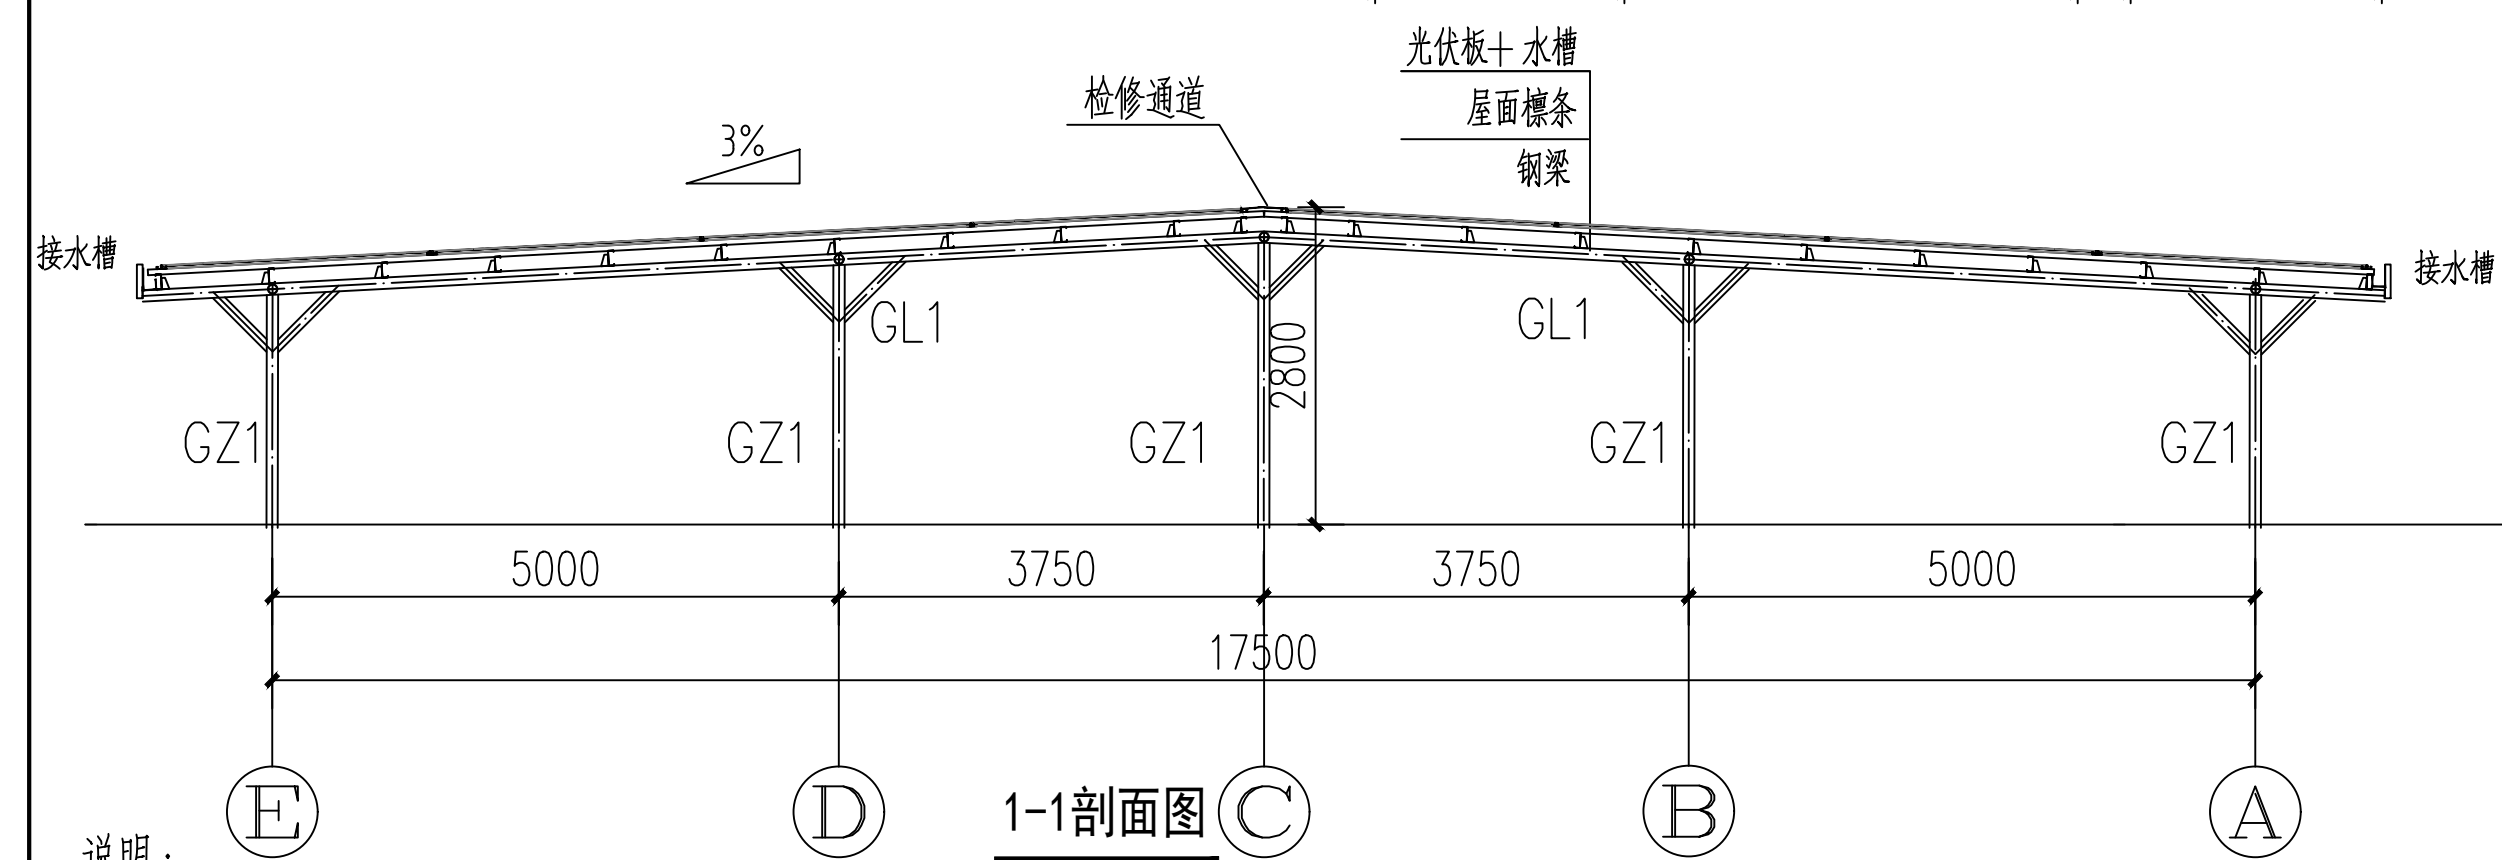 光伏板+水槽
检修通道
屋面檩条
3%
钢梁
接水槽
接水槽
GL1
GL1
2800
GZ1
GZ1
GZ1
GZ1
GZ1
5000
3750
3750
5000
17500
E
D
1-1剖面图
C
B
A
说明：